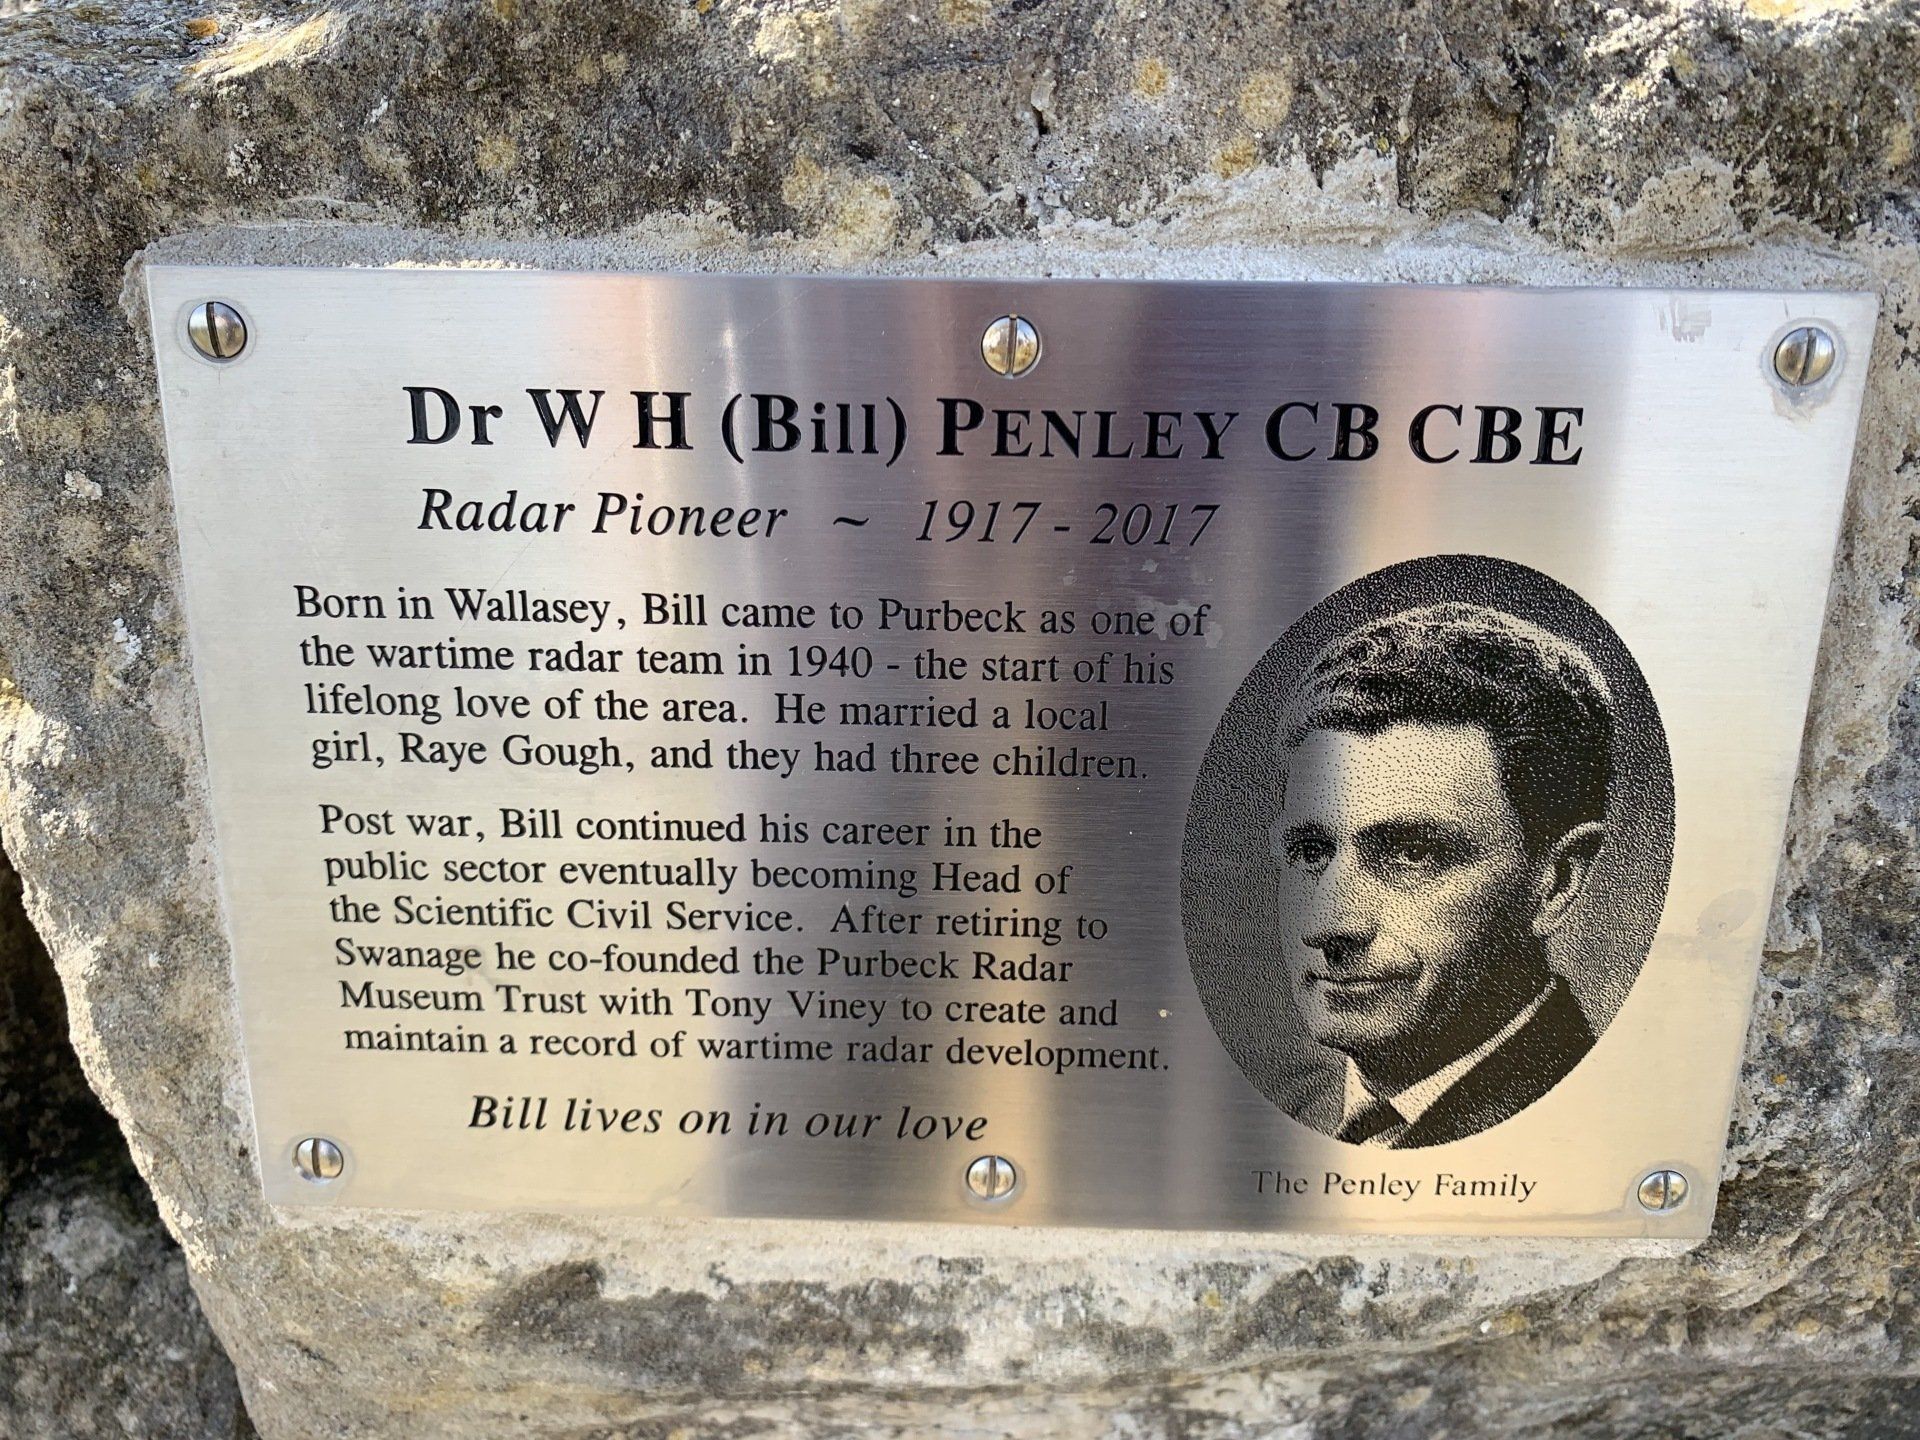 Dr W H (Bill) PENLEY CB CBE
Radar Pioneer ~ 1917 - 2017
Born in Wallasey, Bill came to Purbeck as one of
the wartime radar team in 1940 - the start of his
lifelong love of the area. He married a local
girl, Raye Gough, and they had three children.
Post war, Bill continued his career in the
public sector eventually becoming Head of
the Scientific Civil Service. After retiring to
Swanage he co-founded the Purbeck Radar
Museum Trust with Tony Viney to create and
maintain a record of wartime radar development.
Bill lives on in our love
The Penley Family